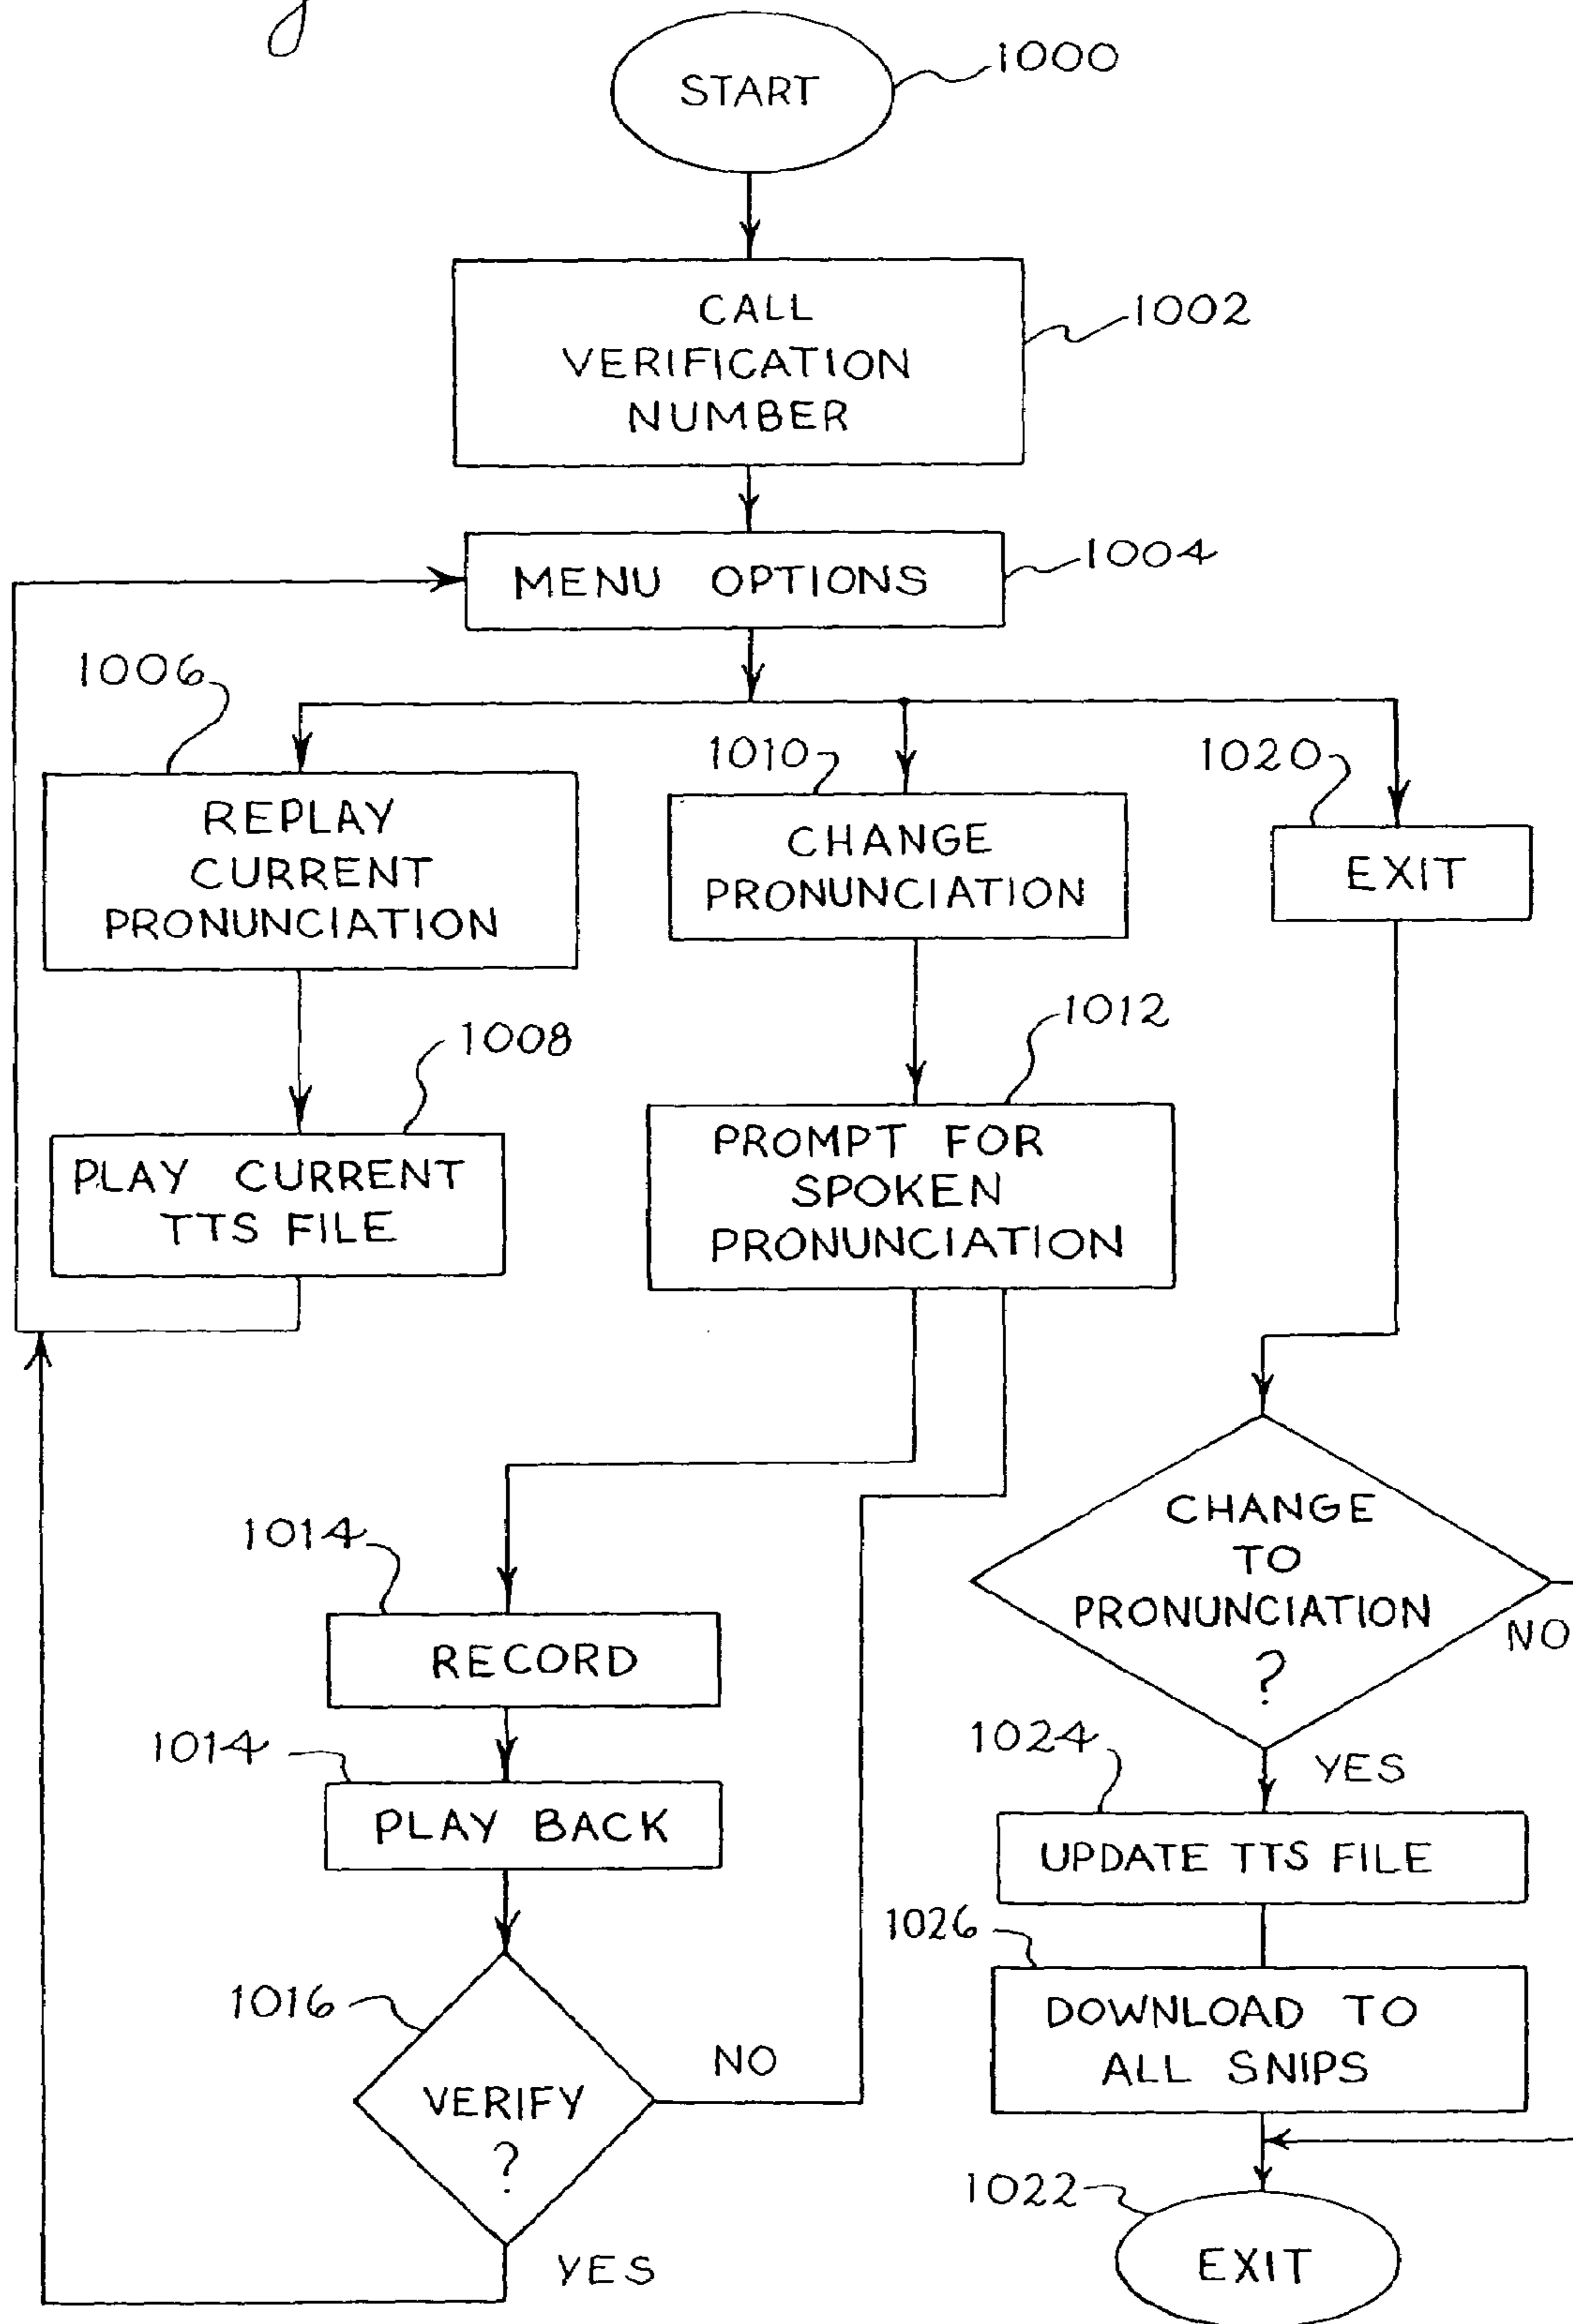 START
1000
CALL
VERIFICATION
NUMBER
1002
MENU OPTIONS
1004
1006
REPLAY
CURRENT
PRONUNCIATION
1010
CHANGE
PRONUNCIATION
1020
EXIT
1008
PLAY CURRENT
TTS FILE
1012
PROMPT FOR
SPOKEN
PRONUNCIATION
CHANGE
TO
PRONUNCIATION
?
NO
1014
RECORD
1014
PLAY BACK
YES
1024
UPDATE TTS FILE
1026
DOWNLOAD TO
ALL SNIPS
1016
VERIFY
?
NO
YES
1022
EXIT